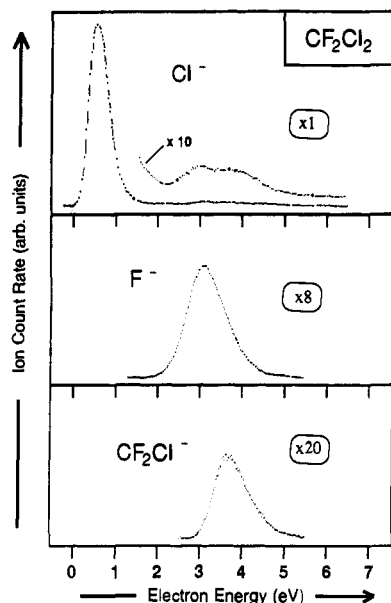 CF₂Cl₂
Cl⁻
x 10
x1
F⁻
x8
CF₂Cl⁻
x20
Ion Count Rate (arb. units)
0 1 2 3 4 5 6 7
Electron Energy (eV)